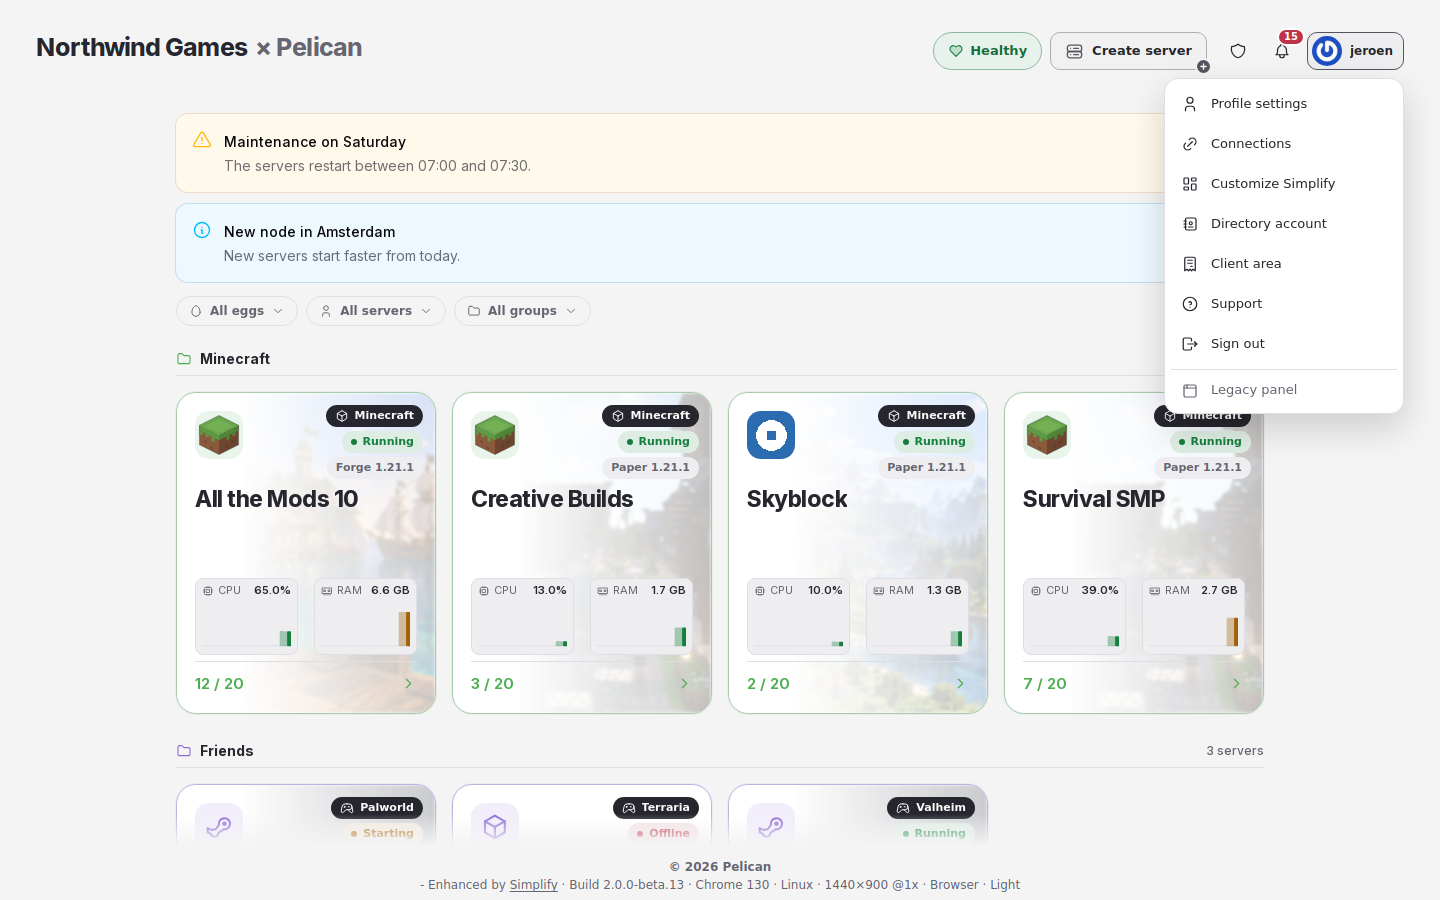 Northwind Games × Pelican
Healthy
Create server
15
jeroen
Profile settings
Connections
Customize Simplify
Directory account
Client area
Support
Sign out
Legacy panel
Maintenance on Saturday
The servers restart between 07:00 and 07:30.
New node in Amsterdam
New servers start faster from today.
All eggs
All servers
All groups
Minecraft
Minecraft
Running
Forge 1.21.1
All the Mods 10
CPU 65.0%
RAM 6.6 GB
12 / 20
Minecraft
Running
Paper 1.21.1
Creative Builds
CPU 13.0%
RAM 1.7 GB
3 / 20
Minecraft
Running
Paper 1.21.1
Skyblock
CPU 10.0%
RAM 1.3 GB
2 / 20
Minecraft
Running
Paper 1.21.1
Survival SMP
CPU 39.0%
RAM 2.7 GB
7 / 20
Friends
3 servers
Palworld
Starting
Terraria
Offline
Valheim
Running
© 2026 Pelican
- Enhanced by Simplify · Build 2.0.0-beta.13 · Chrome 130 · Linux · 1440×900 @1x · Browser · Light